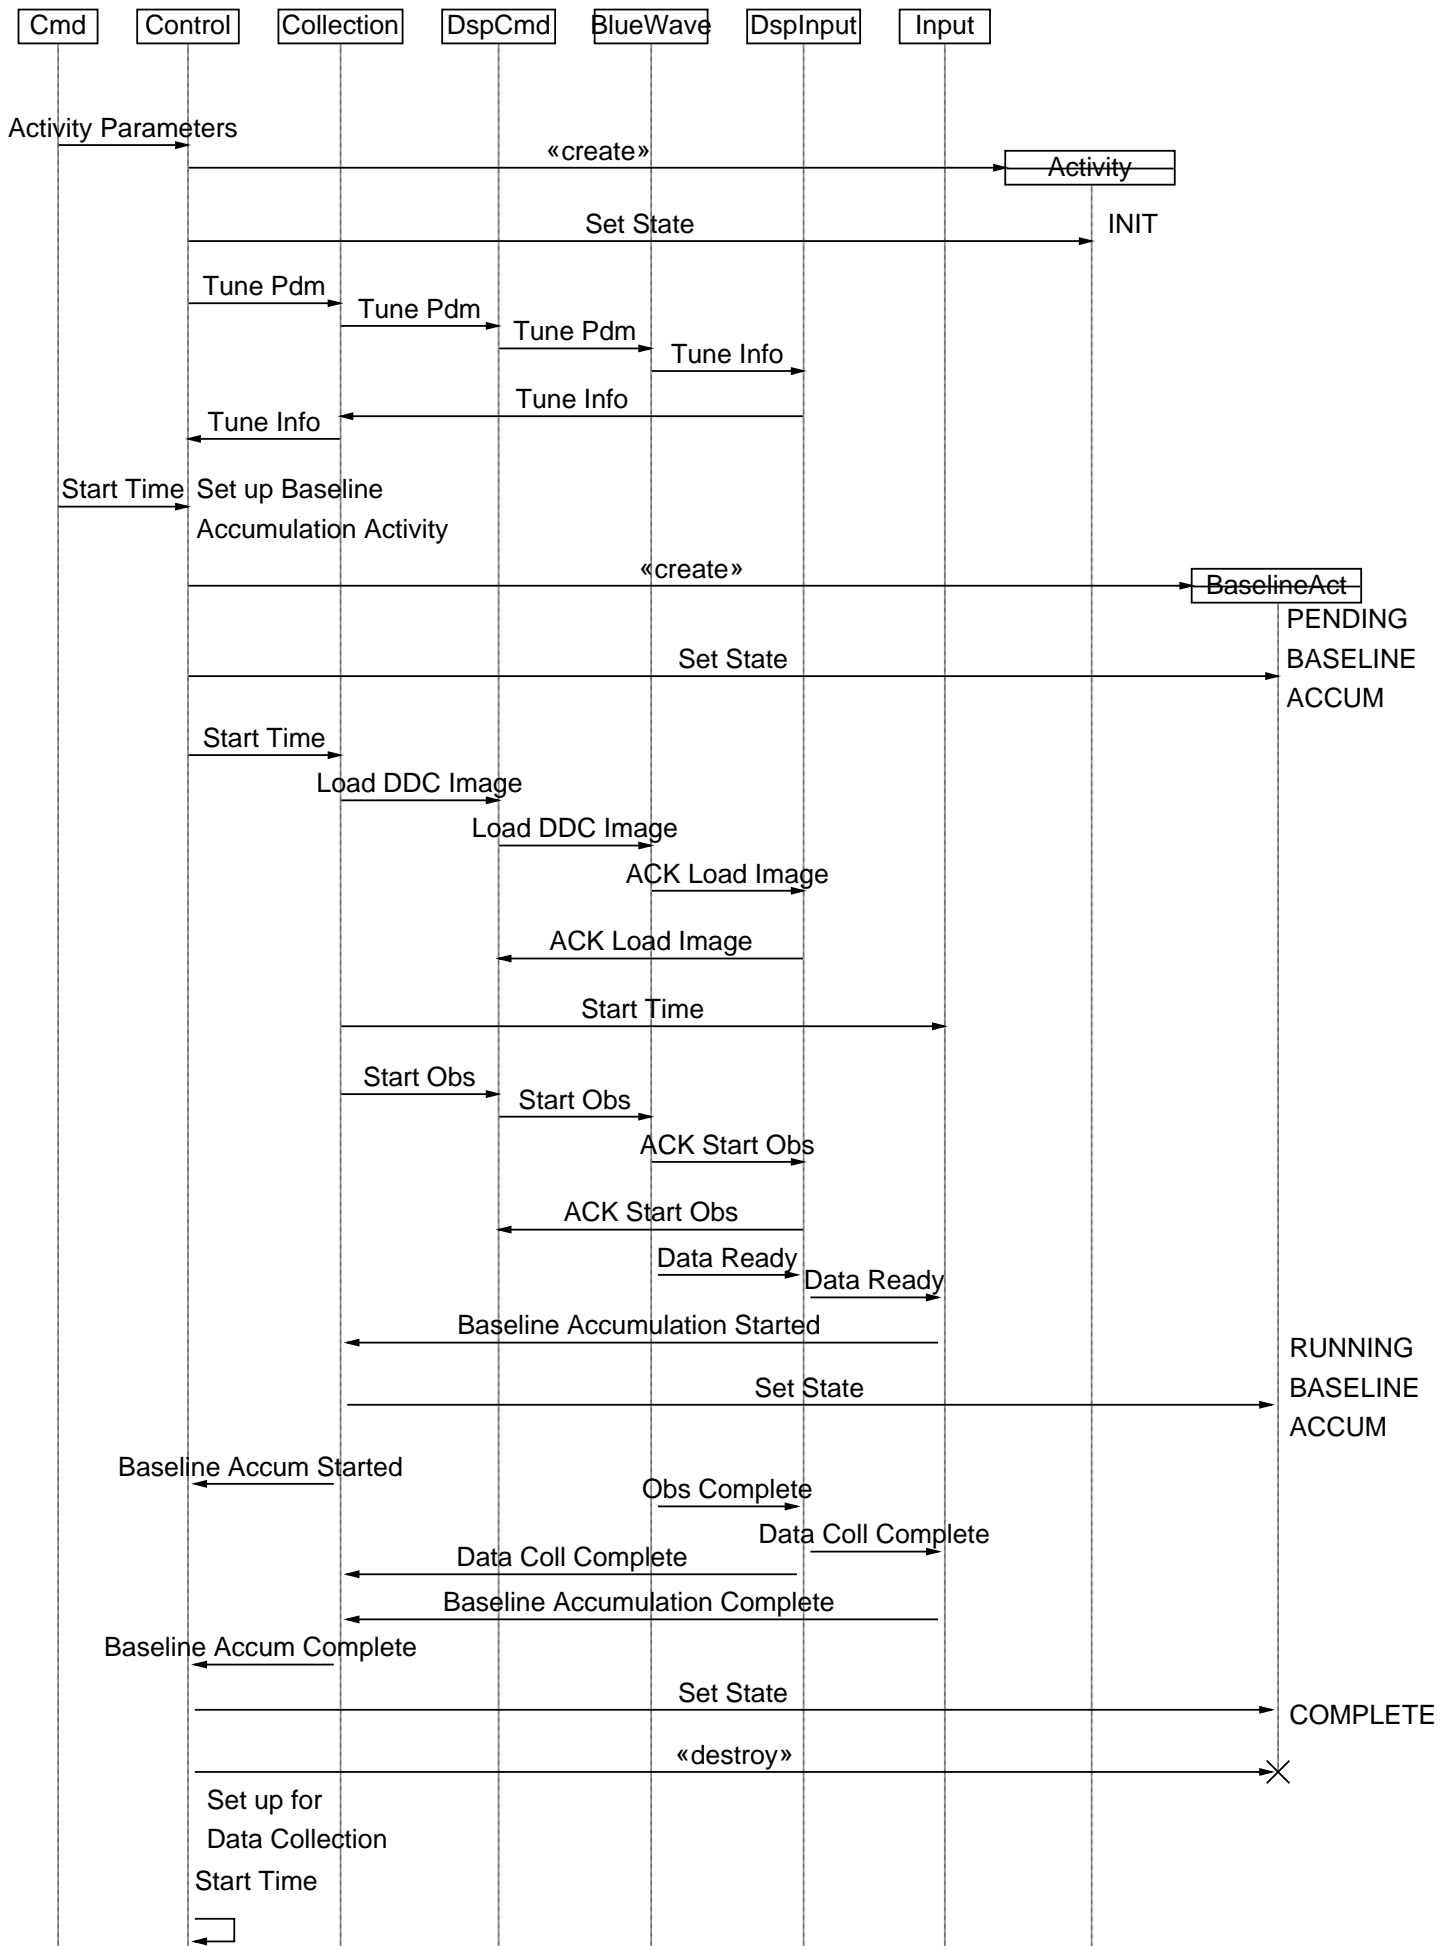 Cmd
Control
Collection
DspCmd
BlueWave
DspInput
Input
Activity Parameters
«create»
Activity
Set State
INIT
Tune Pdm
Tune Pdm
Tune Pdm
Tune Info
Tune Info
Tune Info
Start Time
Set up Baseline
Accumulation Activity
«create»
BaselineAct
PENDING
Set State
BASELINE
ACCUM
Start Time
Load DDC Image
Load DDC Image
ACK Load Image
ACK Load Image
Start Time
Start Obs
Start Obs
ACK Start Obs
ACK Start Obs
Data Ready
Data Ready
Baseline Accumulation Started
RUNNING
Set State
BASELINE
ACCUM
Baseline Accum Started
Obs Complete
Data Coll Complete
Data Coll Complete
Baseline Accumulation Complete
Baseline Accum Complete
Set State
COMPLETE
«destroy»
Set up for
Data Collection
Start Time